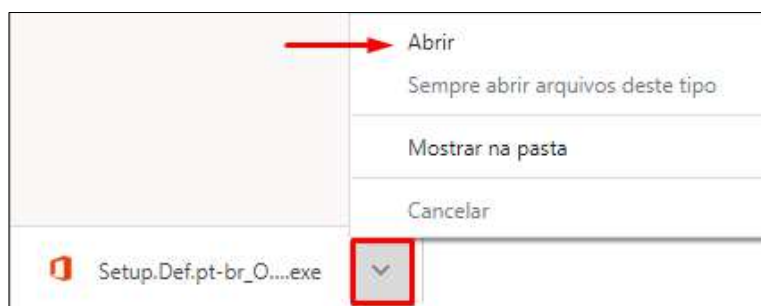 Abrir
Sempre abrir arquivos deste tipo
Mostrar na pasta
Cancelar
Setup.Def.pt-br_O....exe